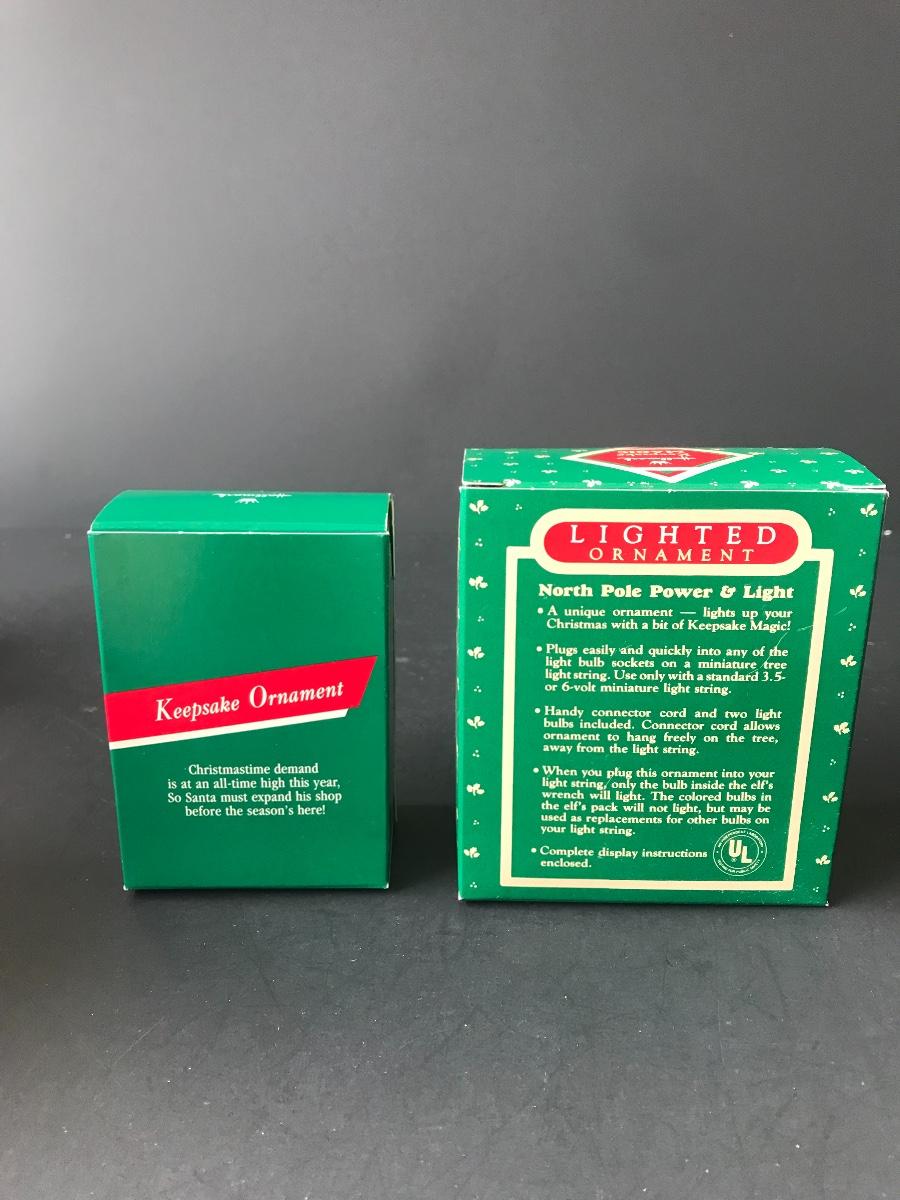 Hallmark
Keepsake Ornament
Christmastime demand
is at an all-time high this year,
So Santa must expand his shop
before the season's here!
Hallmark
Keepsake
MAGIC
LIGHTED
ORNAMENT
North Pole Power & Light
• A unique ornament — lights up your
Christmas with a bit of Keepsake Magic!
• Plugs easily and quickly into any of the
light bulb sockets on a miniature tree
light string. Use only with a standard 3.5-
or 6-volt miniature light string.
• Handy connector cord and two light
bulbs included. Connector cord allows
ornament to hang freely on the tree,
away from the light string.
• When you plug this ornament into your
light string, only the bulb inside the elf's
wrench will light. The colored bulbs in
the elf's pack will not light, but may be
used as replacements for other bulbs on
your light string.
• Complete display instructions
enclosed.
UL